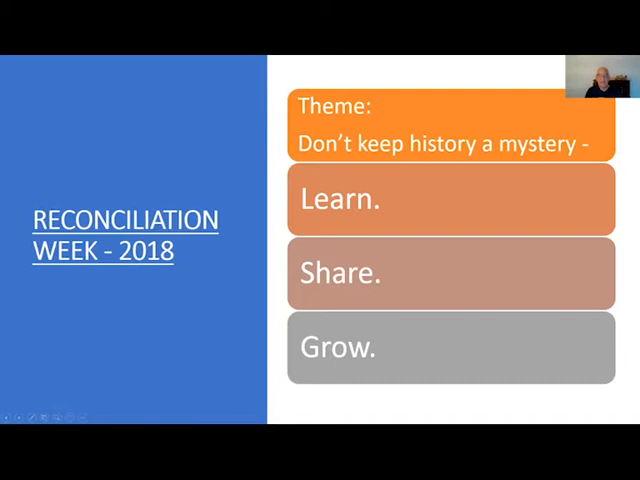 RECONCILIATION
WEEK - 2018
Theme:
Don't keep history a mystery -
Learn.
Share.
Grow.